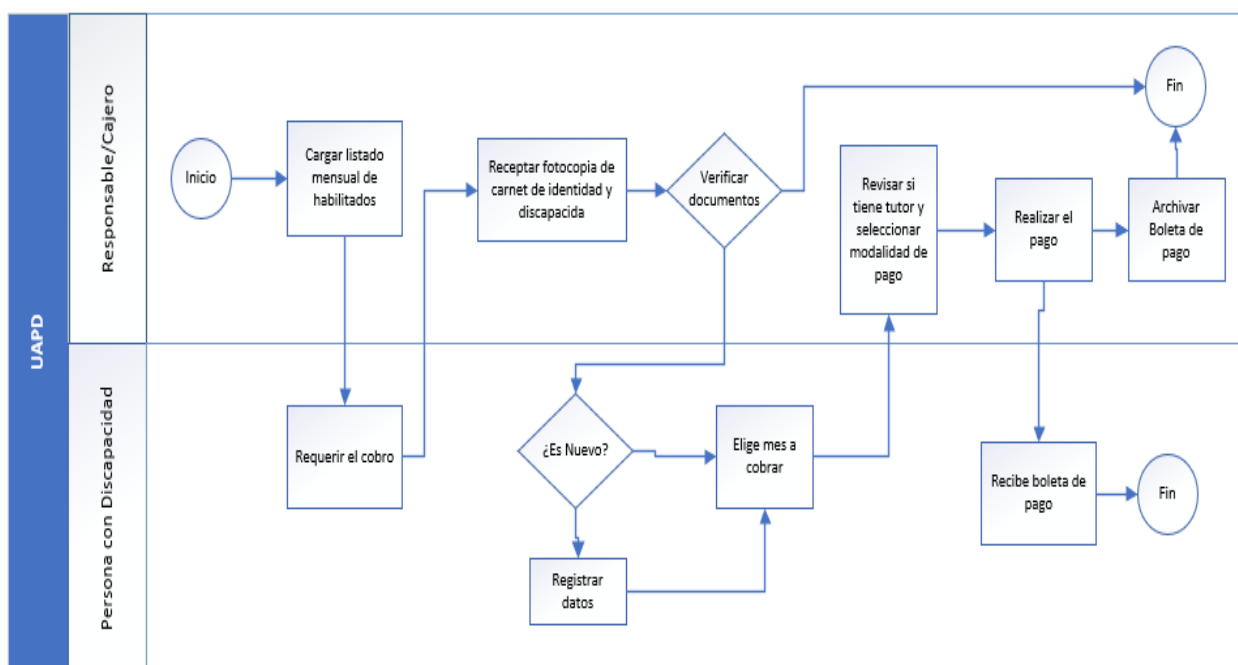 UAPD
Responsable/Cajero
Inicio
Cargar listado
mensual de
habilitados
Receptar fotocopia de
carnet de identidad y
discapacida
Verificar
documentos
Revisar si
tiene tutor y
seleccionar
modalidad de
pago
Realizar el
pago
Archivar
Boleta de
pago
Fin
Persona con Discapacidad
Requerir el cobro
¿Es Nuevo?
Registrar
datos
Elige mes a
cobrar
Recibe boleta de
pago
Fin